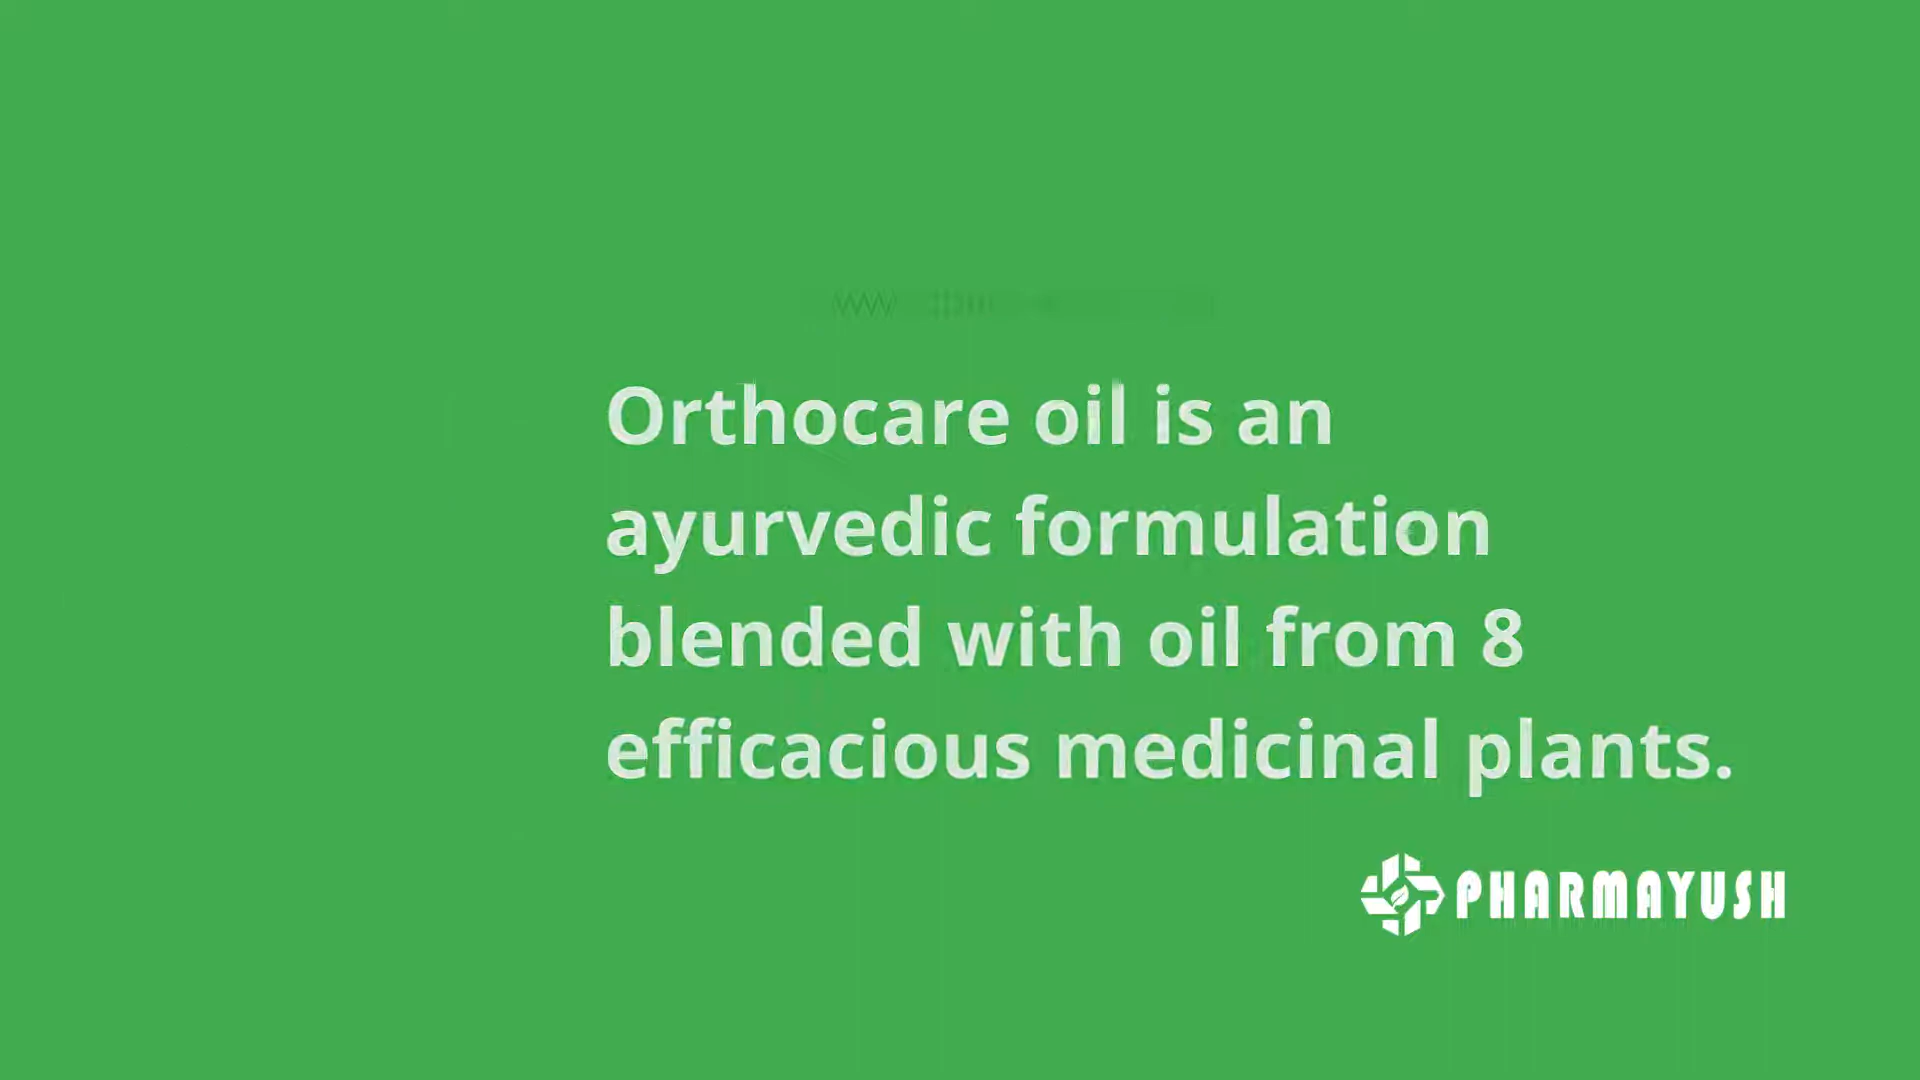 Orthocare oil is an
ayurvedic formulation
blended with oil from 8
efficacious medicinal plants.
PHARMAYUSH